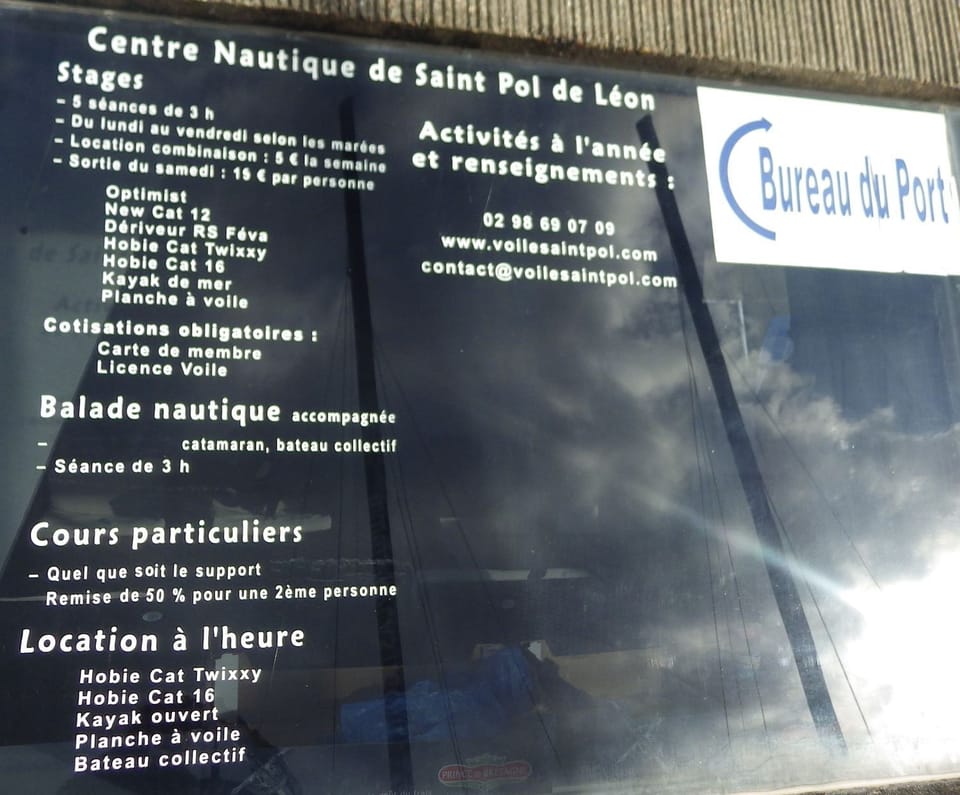 Centre Nautique de Saint Pol de Léon
Stages
- 5 séances de 3 h
- Du lundi au vendredi selon les marées
- Location combinaison : 5 € la semaine
- Sortie du samedi : 15 € par personne
Optimist
New Cat 12
Dériveur RS Féva
Hobie Cat Twixxy
Hobie Cat 16
Kayak de mer
Planche à voile
Cotisations obligatoires :
Carte de membre
Licence Voile
Balade nautique accompagnée
- catamaran, bateau collectif
- Séance de 3 h
Cours particuliers
- Quel que soit le support
Remise de 50 % pour une 2ème personne
Location à l'heure
Hobie Cat Twixxy
Hobie Cat 16
Kayak ouvert
Planche à voile
Bateau collectif
Activités à l'année
et renseignements :
02 98 69 07 09
www.voilesaintpol.com
contact@voilesaintpol.com
Bureau du Port
PRINCE DE BRETAGNE